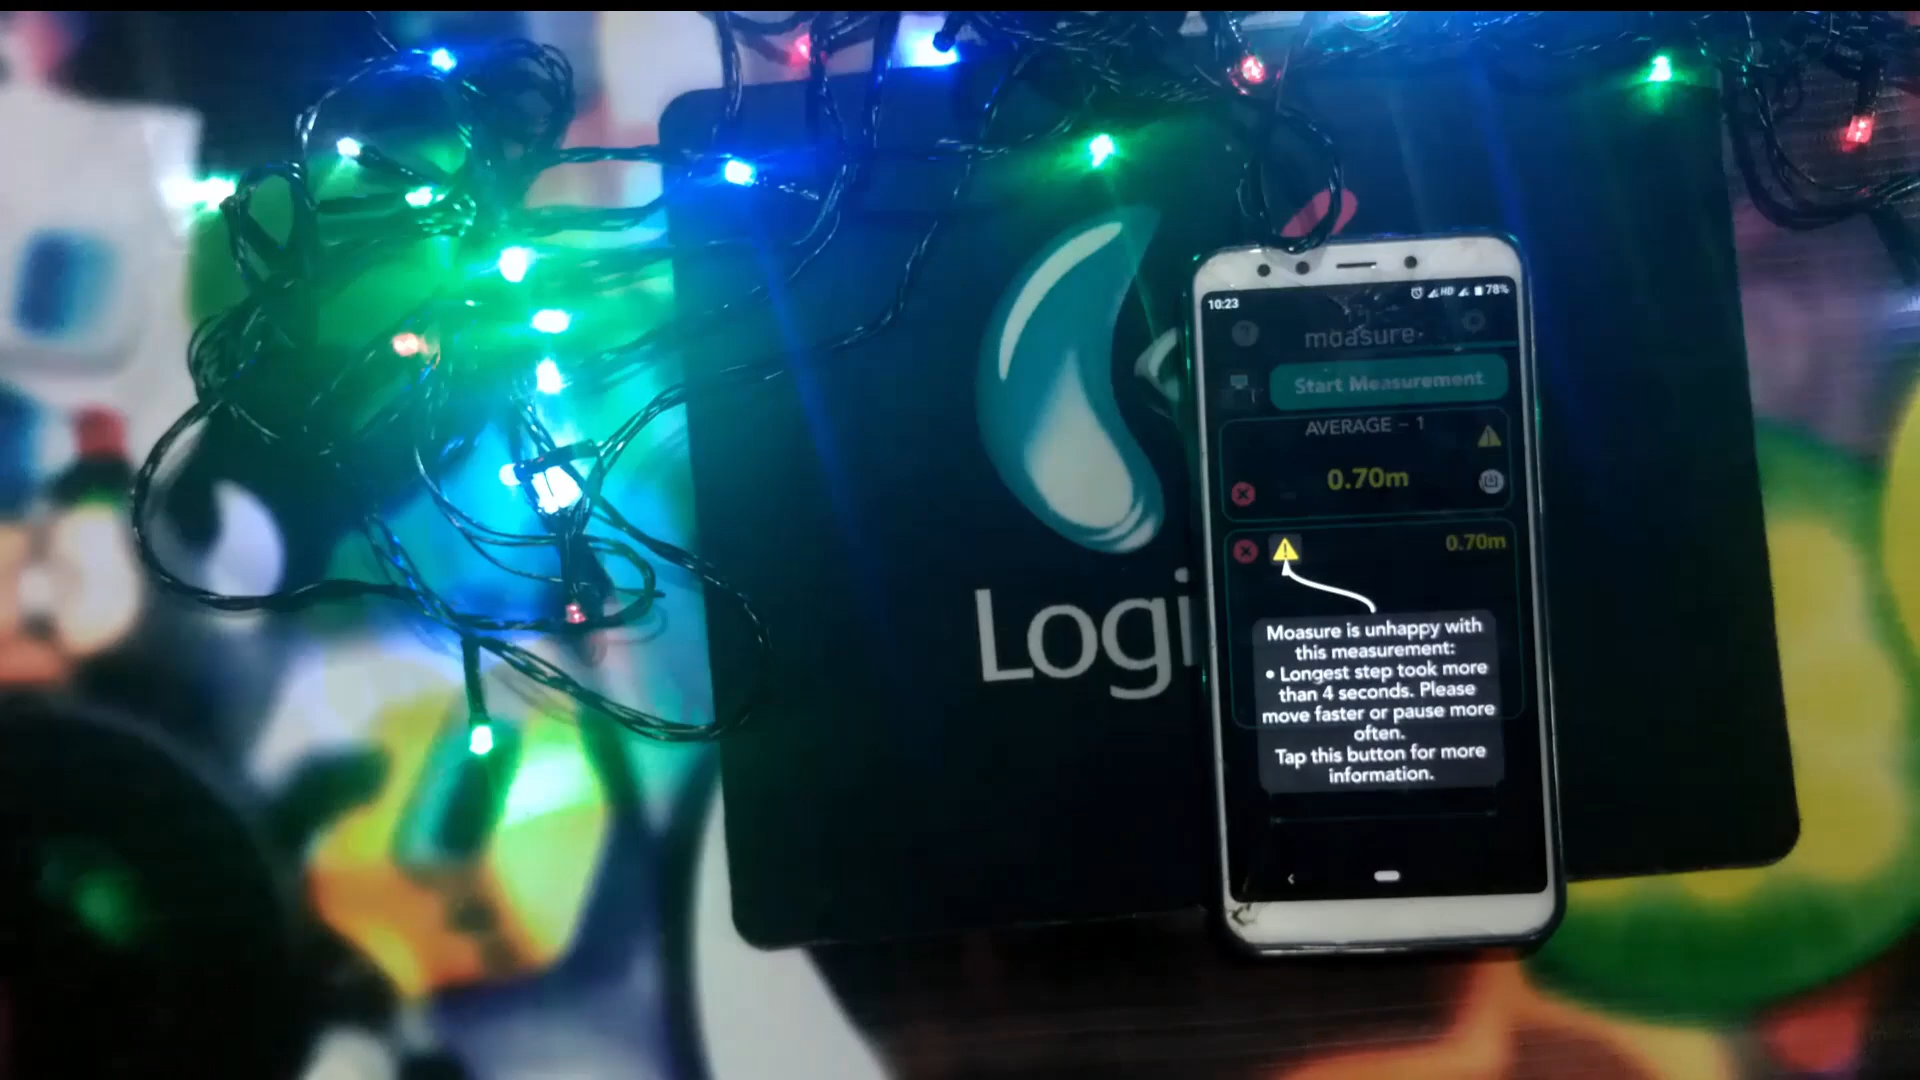 Logi
10:23
HD
78%
moasure
Start Measurement
AVERAGE – 1
0.70m
0.70m
Moasure is unhappy with
this measurement:
• Longest step took more
than 4 seconds. Please
move faster or pause more
often.
Tap this button for more
information.